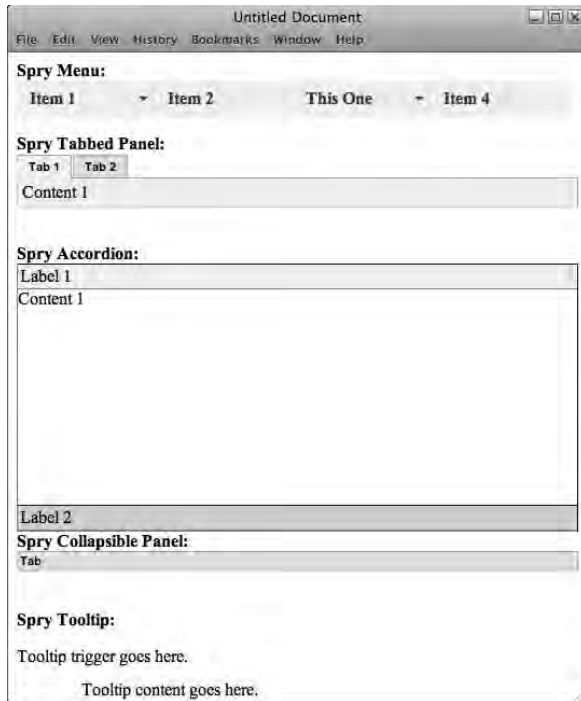 Untitled Document
File Edit View History Bookmarks Window Help
Spry Menu:
Item 1 Item 2 This One Item 4
Spry Tabbed Panel:
Tab 1 Tab 2
Content 1
Spry Accordion:
Label 1
Content 1
Label 2
Spry Collapsible Panel:
Tab
Spry Tooltip:
Tooltip trigger goes here.
Tooltip content goes here.